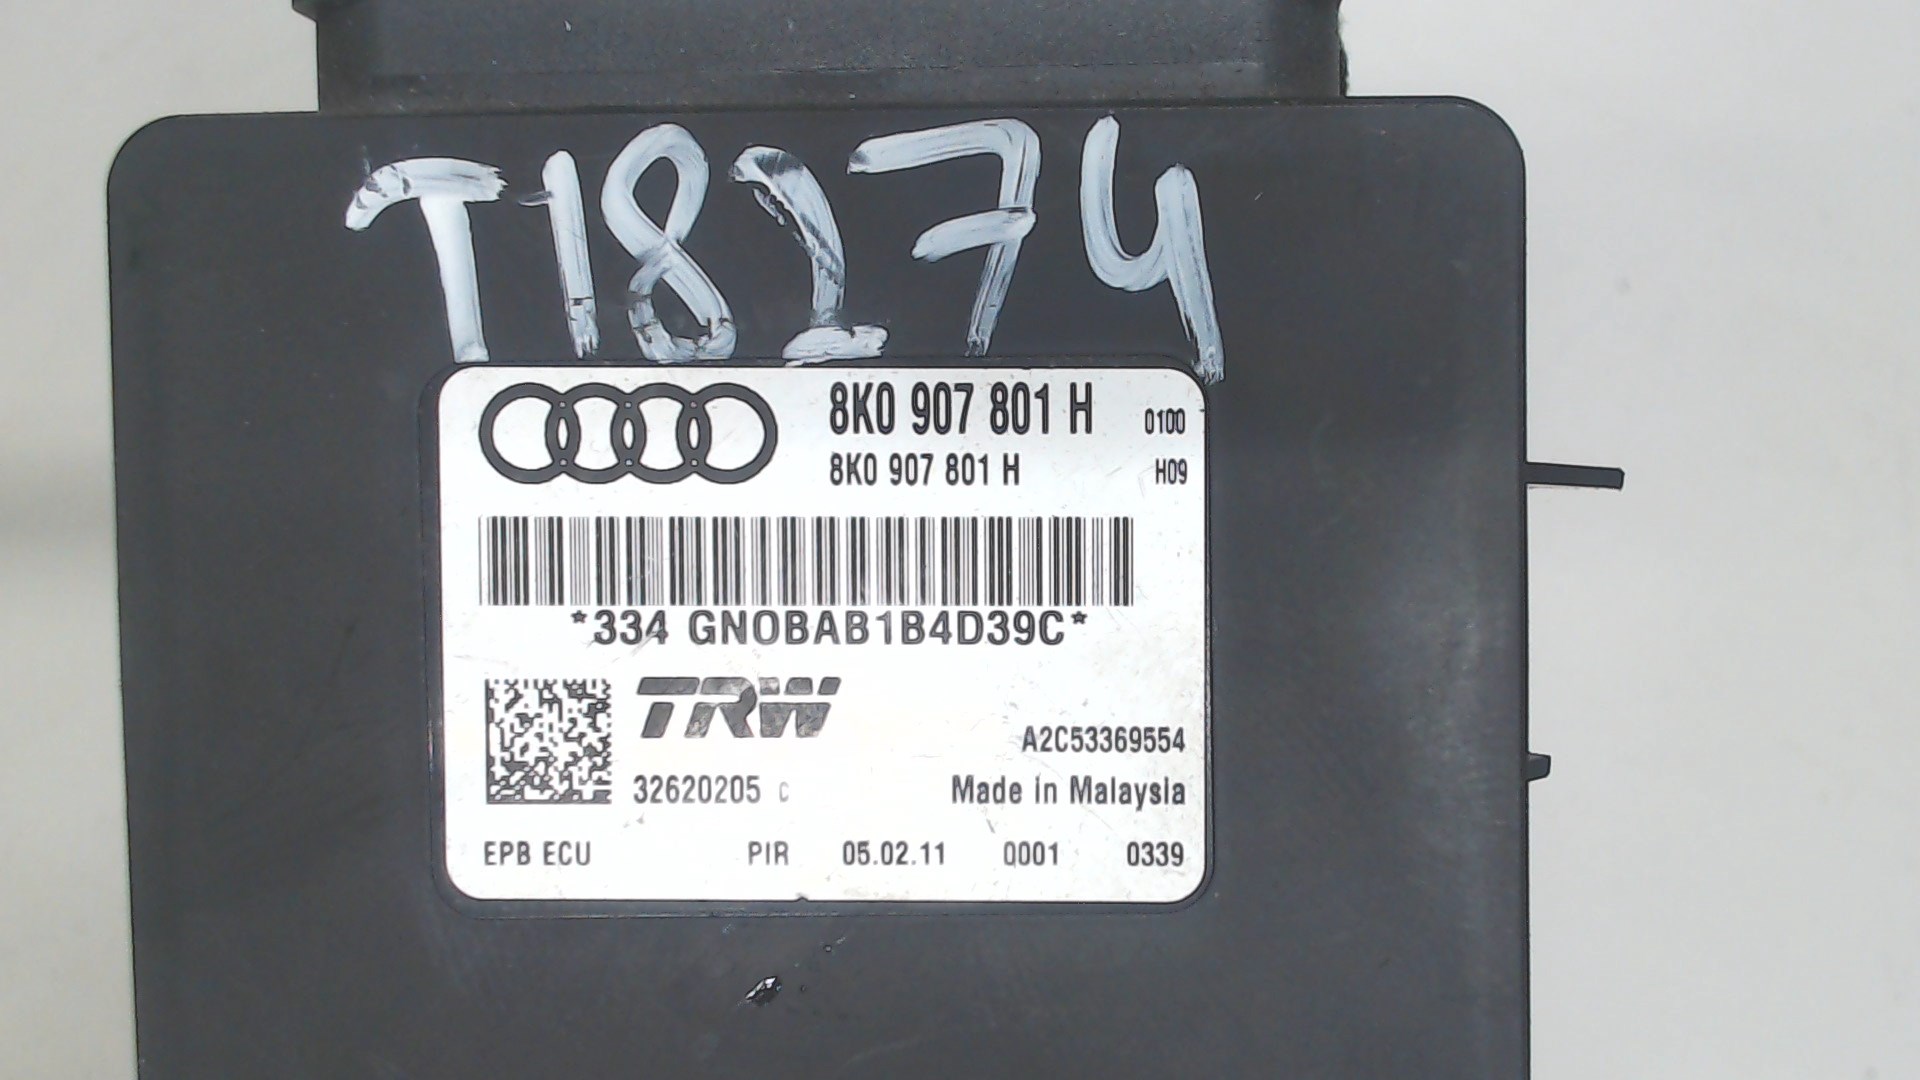 T18274
8K0 907 801 H 0100
8K0 907 801 H H09
*334 GN0BAB1B4D39C*
TRW
A2C53369554
32620205 c Made in Malaysia
EPB ECU PIR 05.02.11 0001 0339